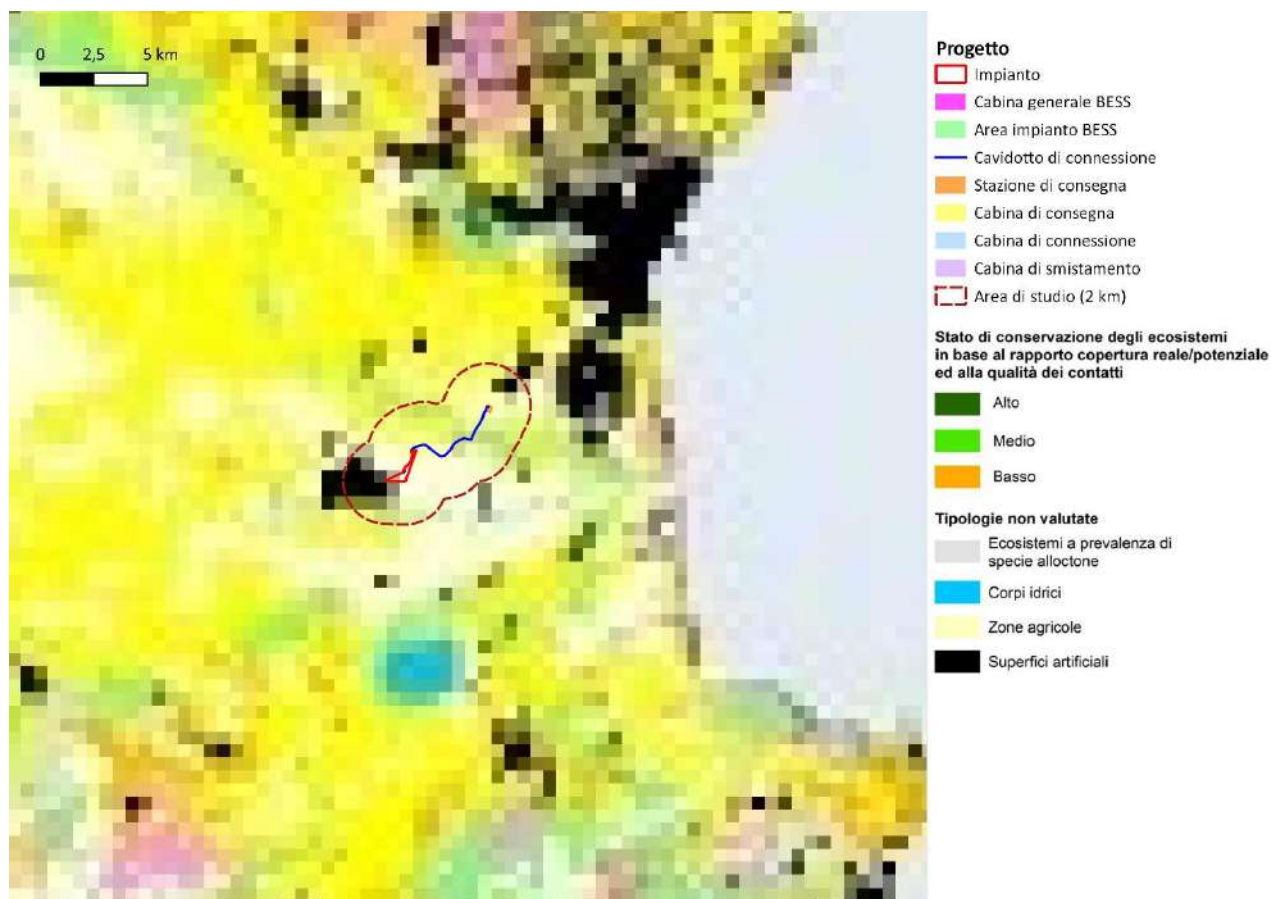 0 2,5 5 km
Progetto
Impianto
Cabina generale BESS
Area impianto BESS
Cavidotto di connessione
Stazione di consegna
Cabina di consegna
Cabina di connessione
Cabina di smistamento
Area di studio (2 km)
Stato di conservazione degli ecosistemi
in base al rapporto copertura reale/potenziale
ed alla qualità dei contatti
Alto
Medio
Basso
Tipologie non valutate
Ecosistemi a prevalenza di
specie alloctone
Corpi idrici
Zone agricole
Superfici artificiali